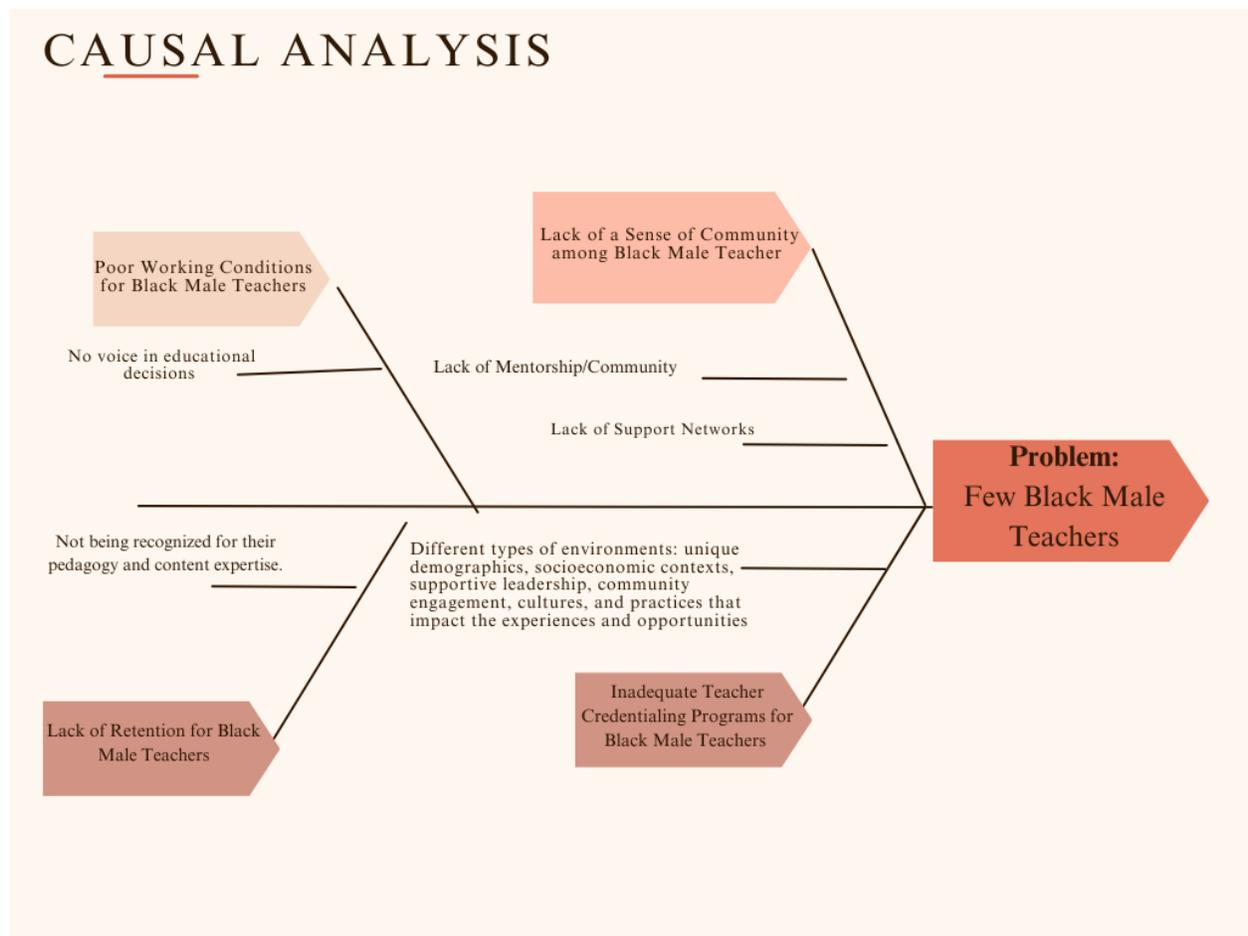 CAUSAL ANALYSIS
Poor Working Conditions
for Black Male Teachers
No voice in educational
decisions
Lack of a Sense of Community
among Black Male Teacher
Lack of Mentorship/Community
Lack of Support Networks
Problem:
Few Black Male
Teachers
Not being recognized for their
pedagogy and content expertise.
Lack of Retention for Black
Male Teachers
Different types of environments: unique
demographics, socioeconomic contexts,
supportive leadership, community
engagement, cultures, and practices that
impact the experiences and opportunities
Inadequate Teacher
Credentialing Programs for
Black Male Teachers